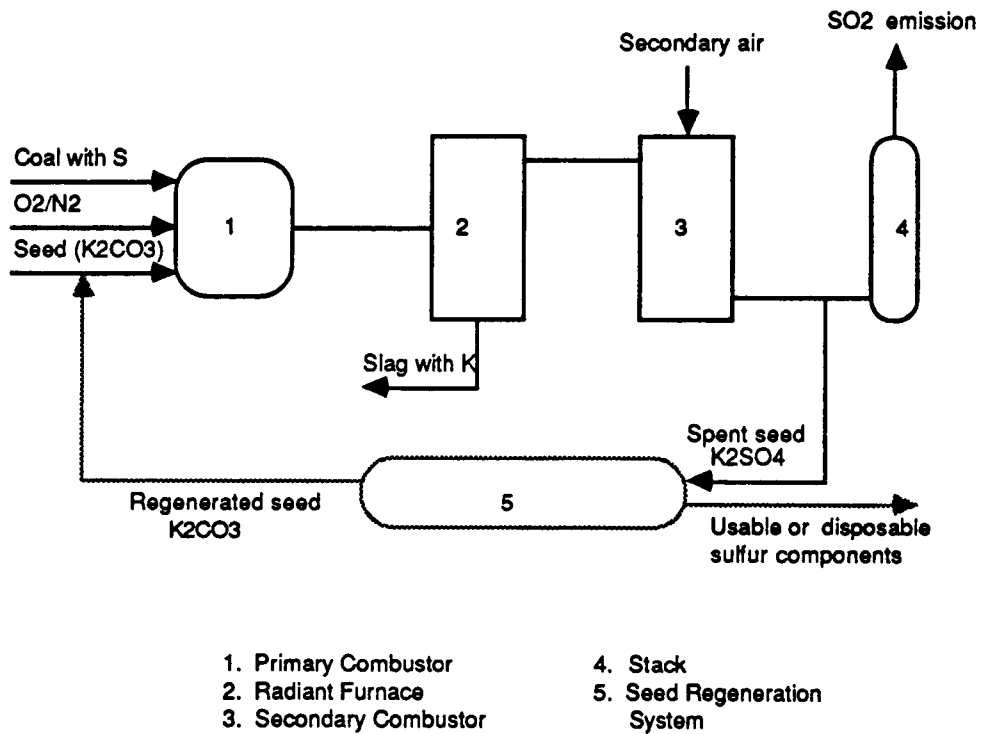 SO2 emission
Secondary air
Coal with S
O2/N2
Seed (K2CO3)
1
2
3
4
Slag with K
Spent seed
K2SO4
Regenerated seed
K2CO3
5
Usable or disposable
sulfur components
1. Primary Combustor
2. Radiant Furnace
3. Secondary Combustor
4. Stack
5. Seed Regeneration
System